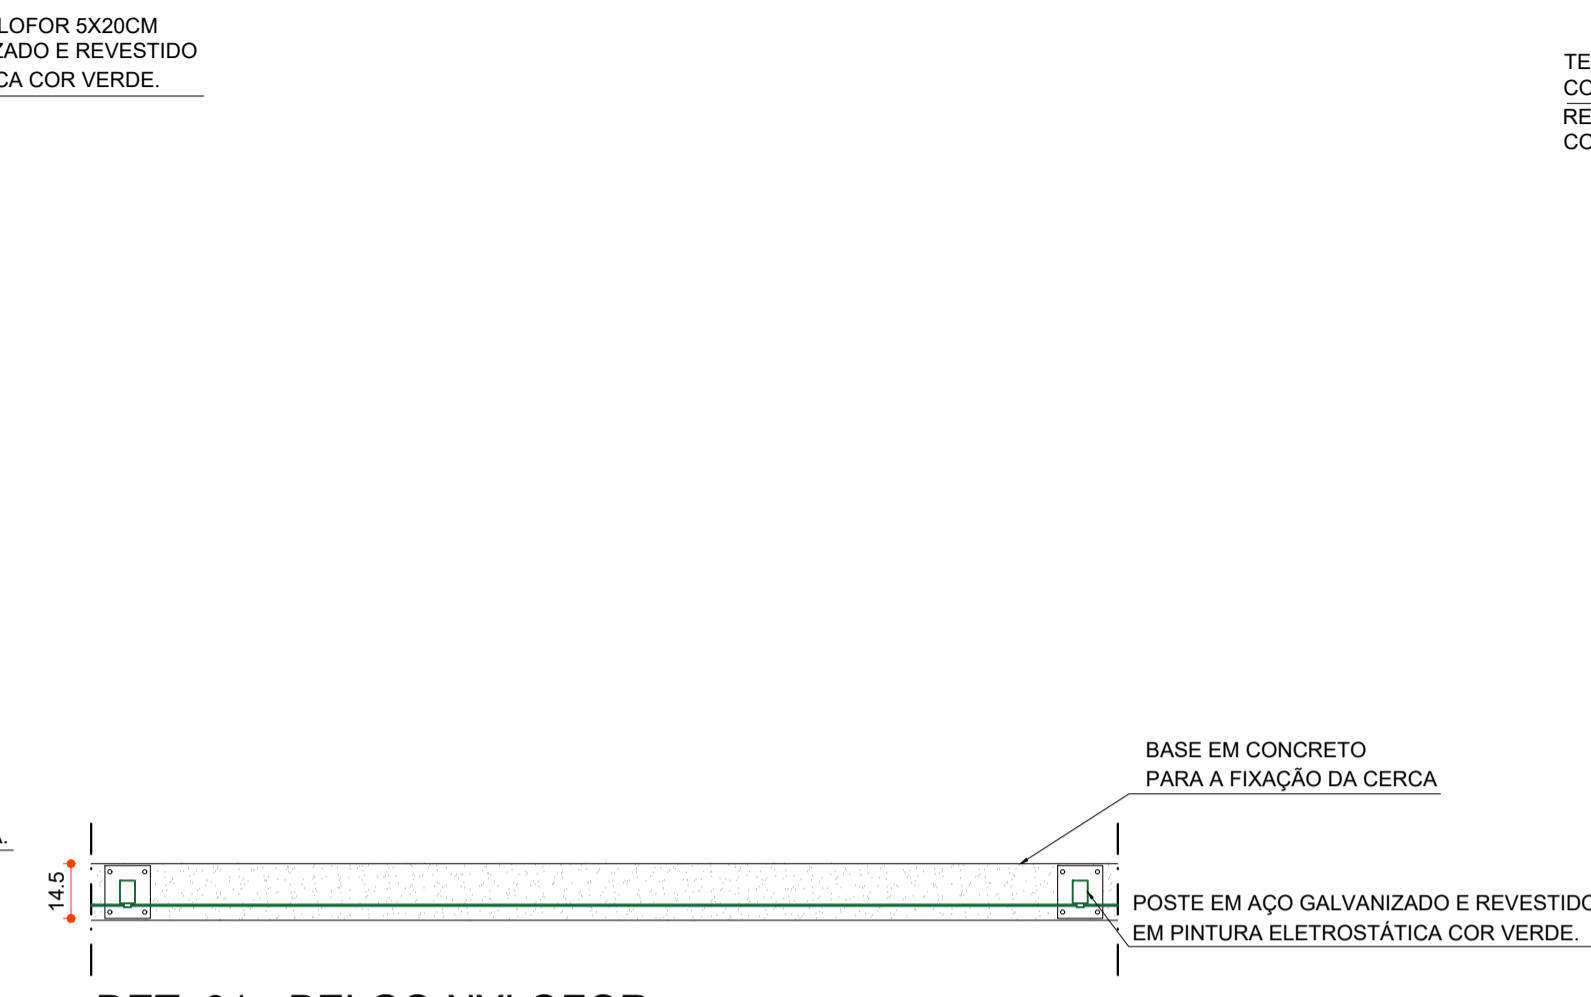 LOFOR 5X20CM
ZADO E REVESTIDO
CA COR VERDE.
TE
CO
RE
CO
BASE EM CONCRETO
PARA A FIXAÇÃO DA CERCA
A.
14.5
POSTE EM AÇO GALVANIZADO E REVESTIDO
EM PINTURA ELETROSTÁTICA COR VERDE.